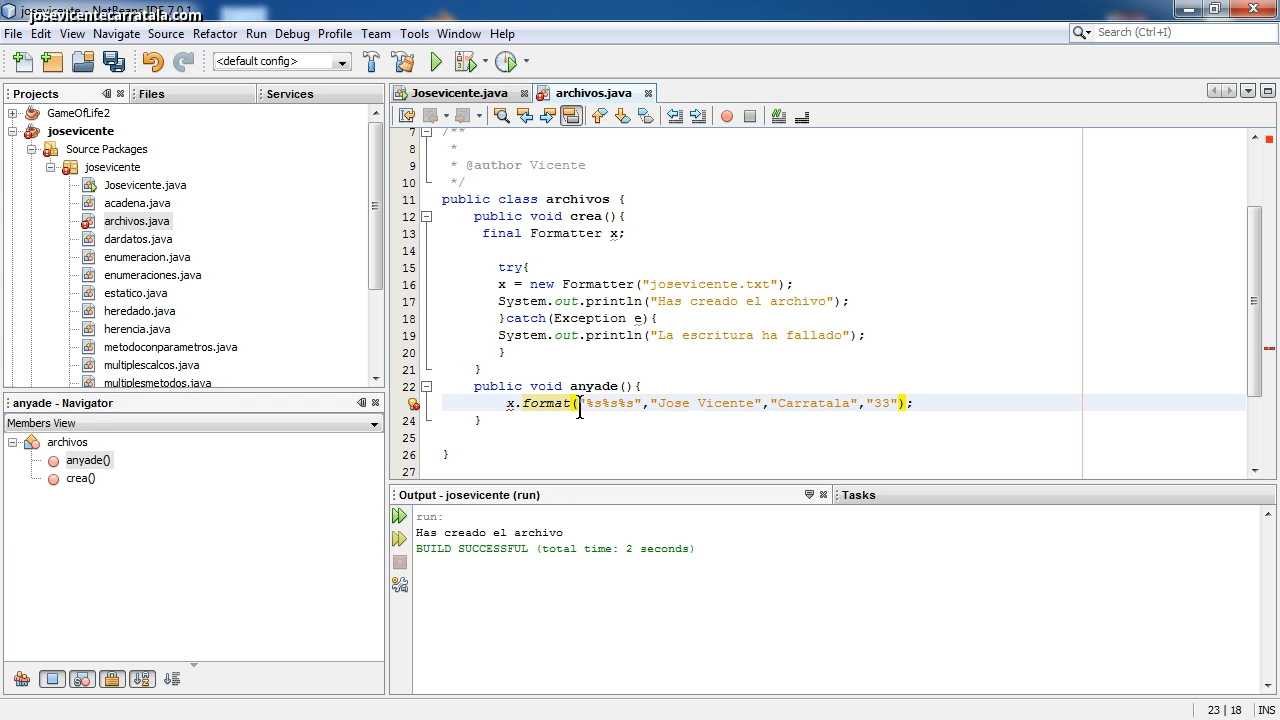 josevicente - NetBeans IDE 7.0.1
josevicentecarratala.com
File Edit View Navigate Source Refactor Run Debug Profile Team Tools Window Help
Search (Ctrl+I)
<default config>
Projects Files Services
GameOfLife2
josevicente
Source Packages
josevicente
Josevicente.java
acadena.java
archivos.java
dardatos.java
enumeracion.java
enumeraciones.java
estatico.java
heredado.java
herencia.java
metodoconparametros.java
multiplescalcos.java
multiplesmetodos.java
anyade - Navigator
Members View
archivos
anyade()
crea()
Josevicente.java archivos.java
7 /**
8 *
9 * @author Vicente
10 */
11 public class archivos {
12 public void crea(){
13 final Formatter x;
14
15 try{
16 x = new Formatter("josevicente.txt");
17 System.out.println("Has creado el archivo");
18 }catch(Exception e){
19 System.out.println("La escritura ha fallado");
20 }
21 }
22 public void anyade(){
x.format("%s%s%s","Jose Vicente","Carratala","33");
24 }
25
26 }
27
Output - josevicente (run) Tasks
run:
Has creado el archivo
BUILD SUCCESSFUL (total time: 2 seconds)
23 | 18 INS